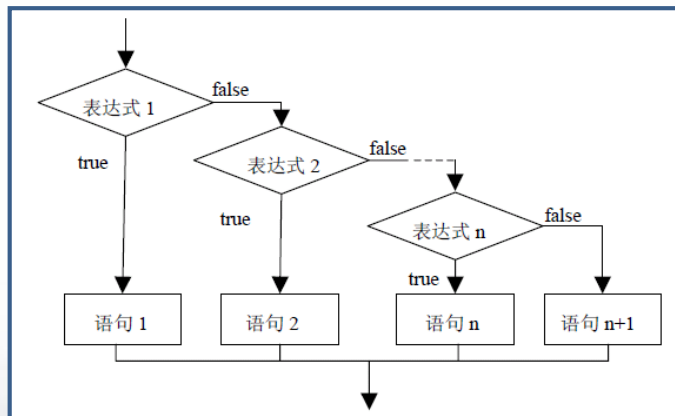 false
表达式 1
false
true
表达式 2
false
true
表达式 n
true
语句 1
语句 2
语句 n
语句 n+1